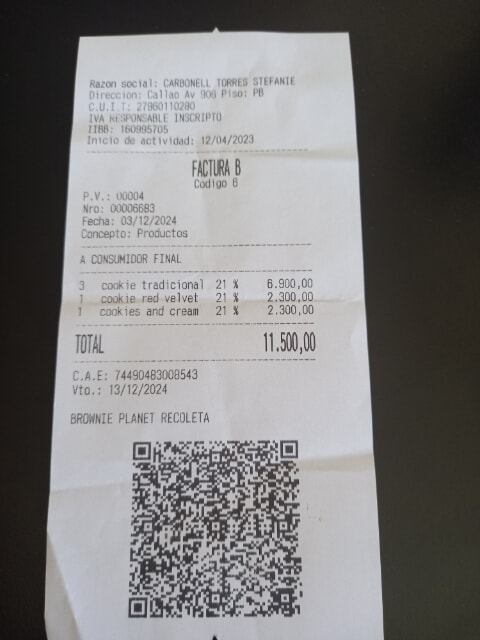 Razon social: CARBONELL TORRES STEFANIE
Direccion: Callao Av 906 Piso: PB
C.U.I.T: 27960110280
IVA RESPONSABLE INSCRIPTO
IIBB: 160995705
Inicio de actividad: 12/04/2023
FACTURA B
Codigo 6
P.V.: 00004
Nro: 00006683
Fecha: 03/12/2024
Concepto: Productos
A CONSUMIDOR FINAL
3 cookie tradicional 21 % 6.900,00
1 cookie red velvet 21 % 2.300,00
1 cookies and cream 21 % 2.300,00
TOTAL 11.500,00
C.A.E: 74490483008543
Vto.: 13/12/2024
BROWNIE PLANET RECOLETA